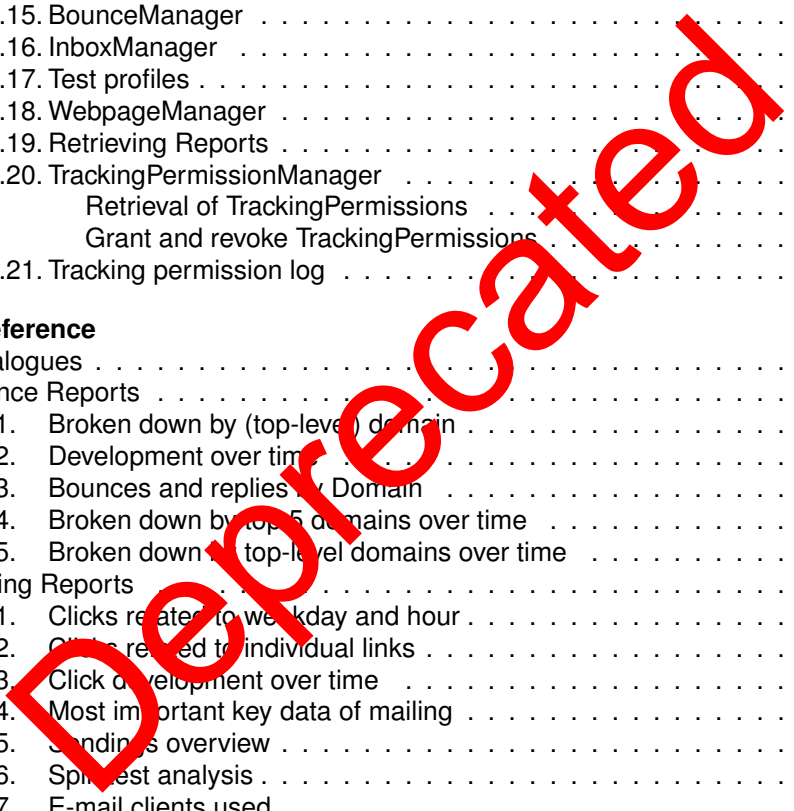 .15. BounceManager . . . . . . . . . . . . . . . . . . . . . . . . . . . .
.16. InboxManager . . . . . . . . . . . . . . . . . . . . . . . . . . . . .
.17. Test profiles . . . . . . . . . . . . . . . . . . . . . . . . . . . . . . . .
.18. WebpageManager . . . . . . . . . . . . . . . . . . . . . . . . . . .
.19. Retrieving Reports . . . . . . . . . . . . . . . . . . . . . . . . . . .
.20. TrackingPermissionManager . . . . . . . . . . . . . . . . . . .
Retrieval of TrackingPermissions . . . . . . . . . . . . . . .
Grant and revoke TrackingPermissions . . . . . . . . . . . .
.21. Tracking permission log . . . . . . . . . . . . . . . . . . . . . . .
eference
alogues . . . . . . . . . . . . . . . . . . . . . . . . . . . . . . . . . . . . . .
nce Reports . . . . . . . . . . . . . . . . . . . . . . . . . . . . . . . . . .
1. Broken down by (top-level) domain . . . . . . . . . . . . . . . .
2. Development over time . . . . . . . . . . . . . . . . . . . . . . .
3. Bounces and replies by Domain . . . . . . . . . . . . . . . . .
4. Broken down by top 5 domains over time . . . . . . . . . . .
5. Broken down by top-level domains over time . . . . . . . . .
ing Reports . . . . . . . . . . . . . . . . . . . . . . . . . . . . . . . . . .
1. Clicks related to weekday and hour . . . . . . . . . . . . . . . .
2. Clicks related to individual links . . . . . . . . . . . . . . . . . .
3. Click development over time . . . . . . . . . . . . . . . . . . .
4. Most important key data of mailing . . . . . . . . . . . . . . . .
5. Sendings overview . . . . . . . . . . . . . . . . . . . . . . . . .
6. Splittest analysis . . . . . . . . . . . . . . . . . . . . . . . . . .
7. E-mail clients used
Deprecated